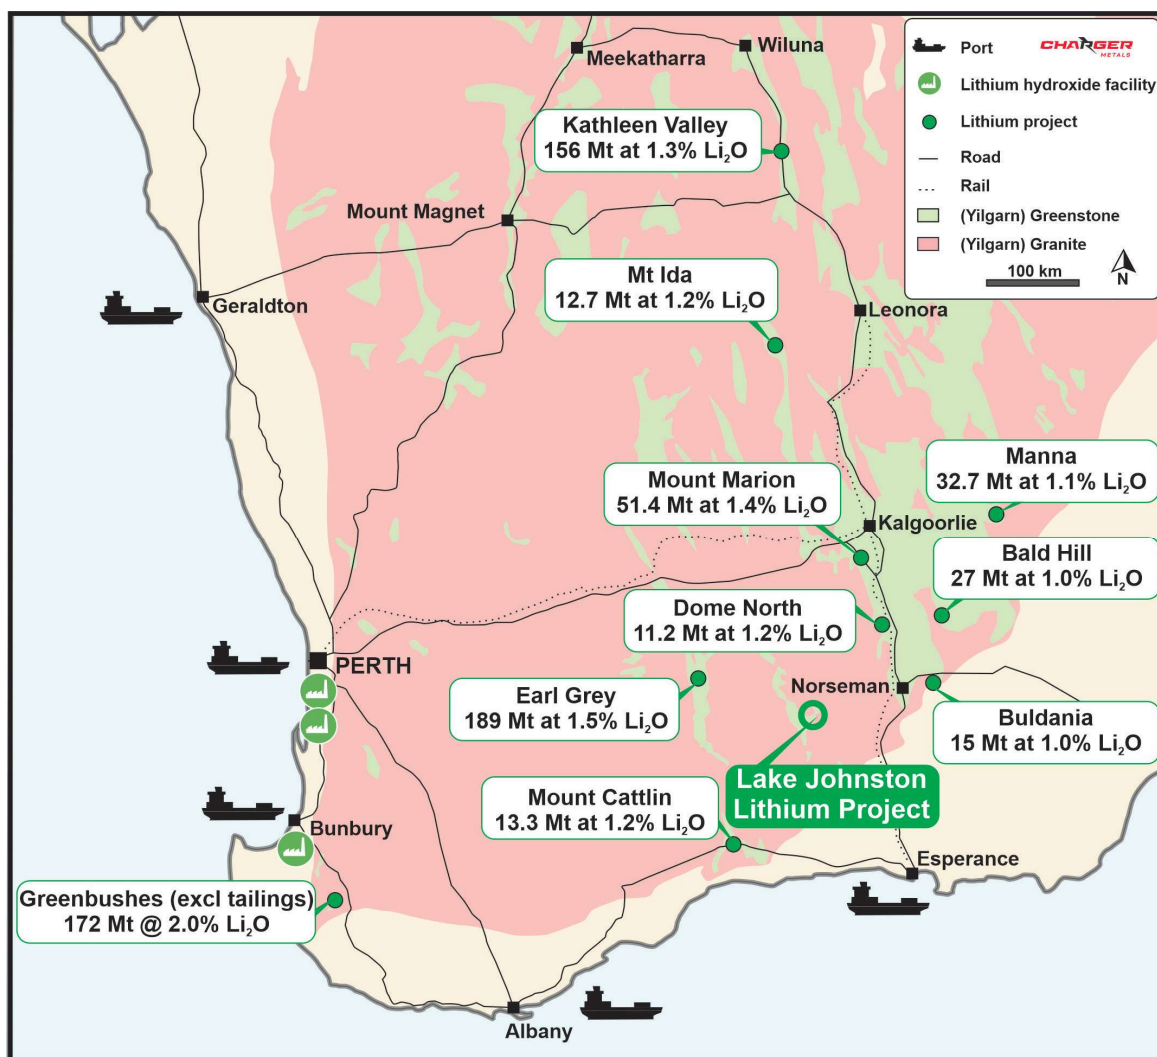 Meekatharra
Wiluna
Port
CHARGER
METALS
Lithium hydroxide facility
Lithium project
Road
Rail
(Yilgarn) Greenstone
(Yilgarn) Granite
100 km
N
Kathleen Valley
156 Mt at 1.3% Li₂O
Mount Magnet
Mt Ida
12.7 Mt at 1.2% Li₂O
Geraldton
Leonora
Manna
32.7 Mt at 1.1% Li₂O
Mount Marion
51.4 Mt at 1.4% Li₂O
Kalgoorlie
Bald Hill
27 Mt at 1.0% Li₂O
Dome North
11.2 Mt at 1.2% Li₂O
PERTH
Earl Grey
189 Mt at 1.5% Li₂O
Norseman
Buldania
15 Mt at 1.0% Li₂O
Lake Johnston
Lithium Project
Mount Cattlin
13.3 Mt at 1.2% Li₂O
Bunbury
Esperance
Greenbushes (excl tailings)
172 Mt @ 2.0% Li₂O
Albany